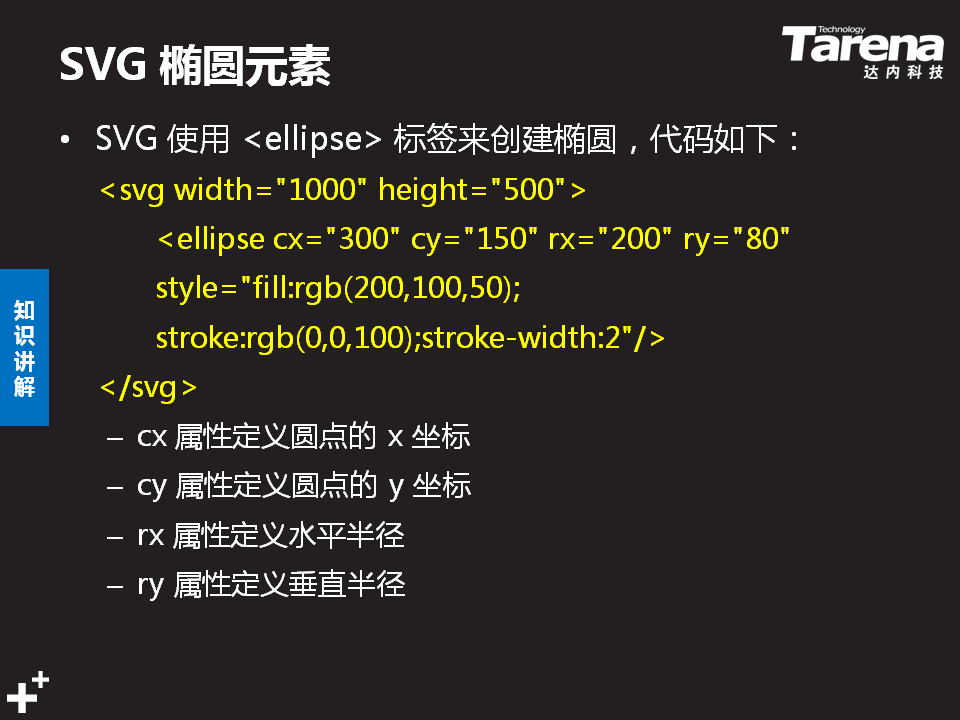 SVG 椭圆元素
Technology
Tarena
达内科技
• SVG 使用 <ellipse> 标签来创建椭圆，代码如下：
<svg width="1000" height="500">
<ellipse cx="300" cy="150" rx="200" ry="80"
style="fill:rgb(200,100,50);
stroke:rgb(0,0,100);stroke-width:2"/>
</svg>
– cx 属性定义圆点的 x 坐标
– cy 属性定义圆点的 y 坐标
– rx 属性定义水平半径
– ry 属性定义垂直半径
知识讲解